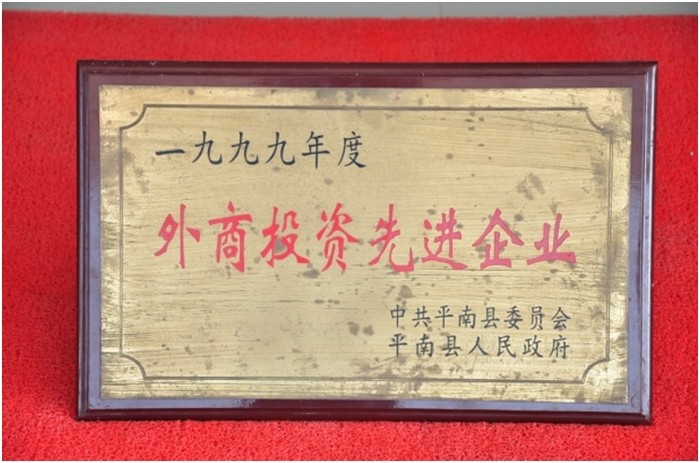 一九九九年度
外商投资先进企业
中共平南县委员会
平南县人民政府